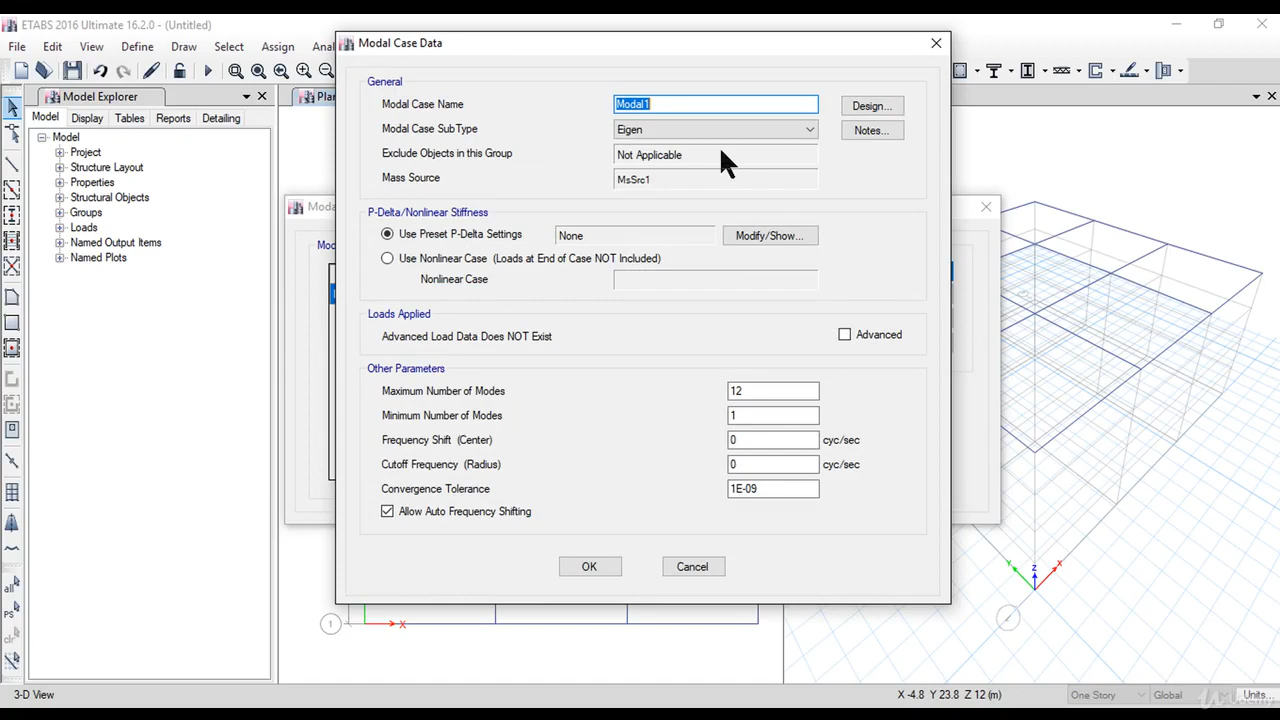 ETABS 2016 Ultimate 16.2.0 - (Untitled)
File Edit View Define Draw Select Assign
Modal Case Data
Model Explorer
Model Display Tables Reports Detailing
Model
Project
Structure Layout
Properties
Structural Objects
Groups
Loads
Named Output Items
Named Plots
General
Modal Case Name Modal1 Design...
Modal Case SubType Eigen Notes...
Exclude Objects in this Group Not Applicable
Mass Source MsSrc1
P-Delta/Nonlinear Stiffness
Use Preset P-Delta Settings None Modify/Show...
Use Nonlinear Case (Loads at End of Case NOT Included)
Nonlinear Case
Loads Applied
Advanced Load Data Does NOT Exist Advanced
Other Parameters
Maximum Number of Modes 12
Minimum Number of Modes 1
Frequency Shift (Center) 0 cyc/sec
Cutoff Frequency (Radius) 0 cyc/sec
Convergence Tolerance 1E-09
Allow Auto Frequency Shifting
OK Cancel
all
PS
clr
1 X
Y Z X
3-D View X -4.8 Y 23.8 Z 12 (m) One Story Global Units...